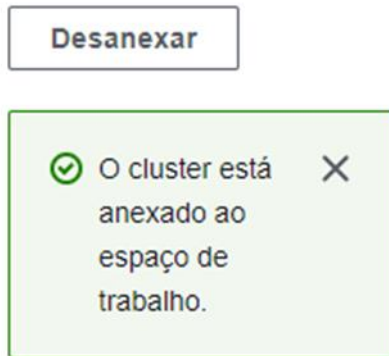 Desanexar
O cluster está
anexado ao
espaço de
trabalho.